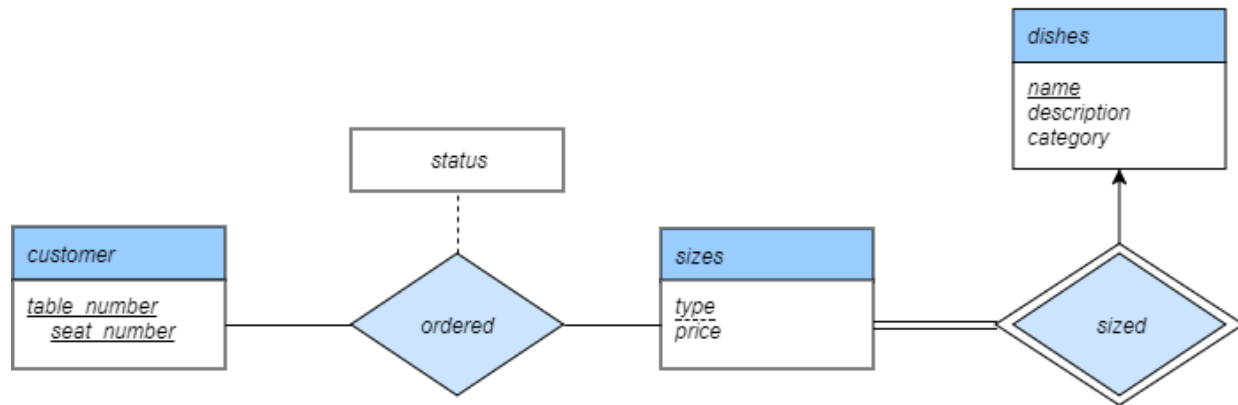 dishes
name
description
category
status
customer
table_number
seat_number
ordered
sizes
type
price
sized